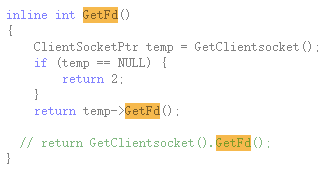 inline int GetFd()
{
    ClientSocketPtr temp = GetClientsocket();
    if (temp == NULL) {
        return 2;
    }
    return temp->GetFd();
  // return GetClientsocket().GetFd();
}